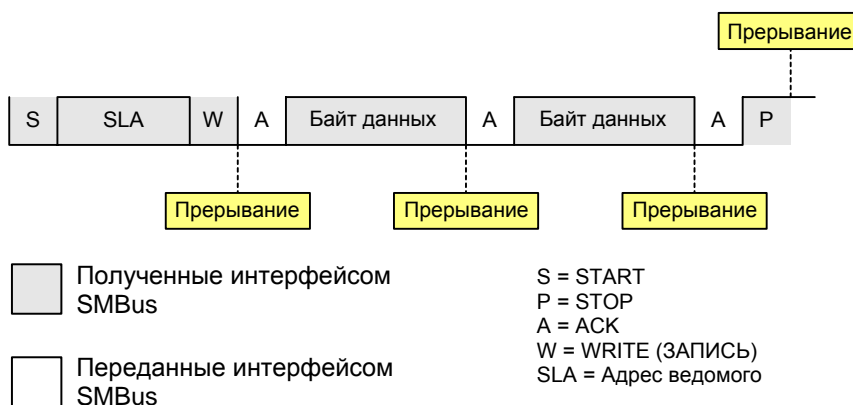 Прерывание
S SLA W A Байт данных A Байт данных A P
Прерывание Прерывание Прерывание
Полученные интерфейсом
SMBus
Переданные интерфейсом
SMBus
S = START
P = STOP
A = ACK
W = WRITE (ЗАПИСЬ)
SLA = Адрес ведомого